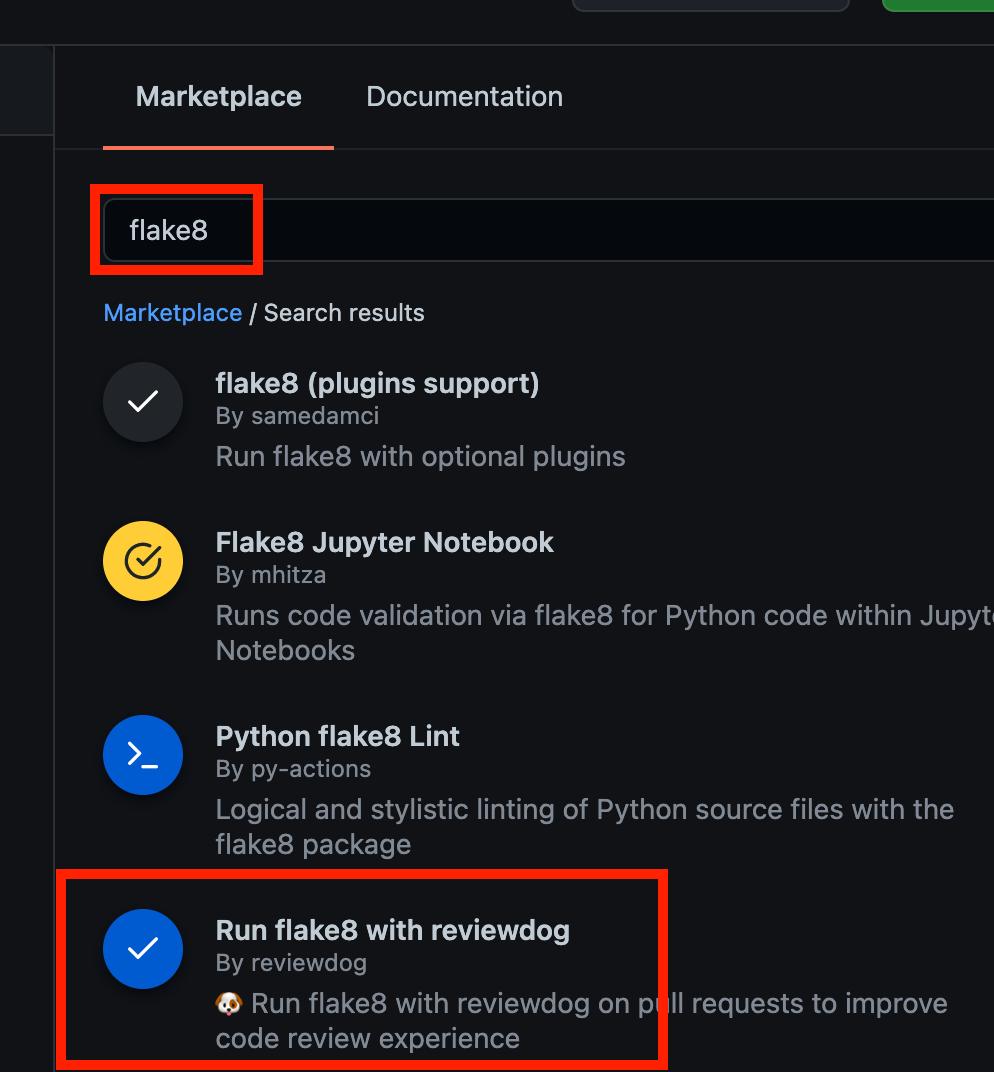 Marketplace
Documentation
flake8
Marketplace / Search results
flake8 (plugins support)
By samedamci
Run flake8 with optional plugins
Flake8 Jupyter Notebook
By mhitza
Runs code validation via flake8 for Python code within Jupyte
Notebooks
Python flake8 Lint
By py-actions
Logical and stylistic linting of Python source files with the
flake8 package
Run flake8 with reviewdog
By reviewdog
🐶 Run flake8 with reviewdog on pull requests to improve
code review experience